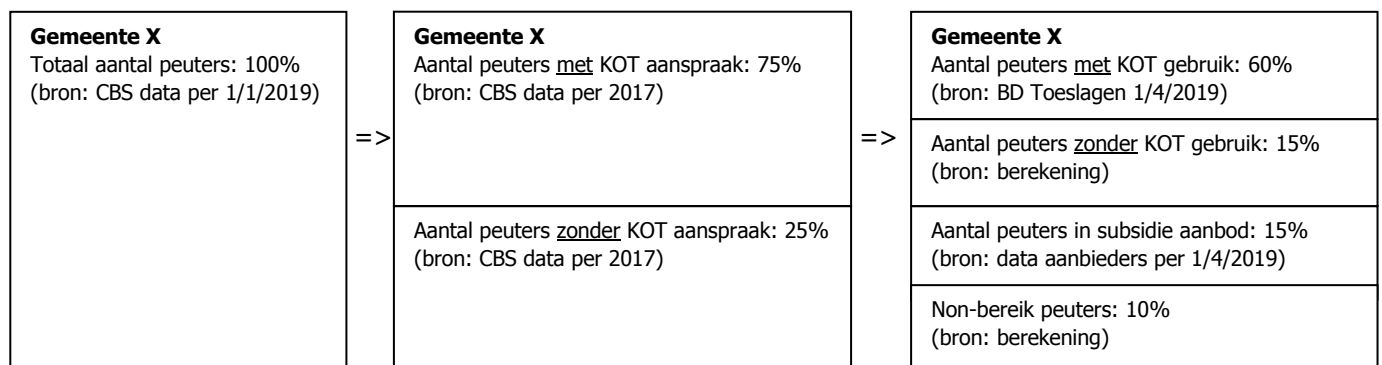 Gemeente X
Totaal aantal peuters: 100%
(bron: CBS data per 1/1/2019)
=>
Gemeente X
Aantal peuters met KOT aanspraak: 75%
(bron: CBS data per 2017)
Aantal peuters zonder KOT aanspraak: 25%
(bron: CBS data per 2017)
=>
Gemeente X
Aantal peuters met KOT gebruik: 60%
(bron: BD Toeslagen 1/4/2019)
Aantal peuters zonder KOT gebruik: 15%
(bron: berekening)
Aantal peuters in subsidie aanbod: 15%
(bron: data aanbieders per 1/4/2019)
Non-bereik peuters: 10%
(bron: berekening)